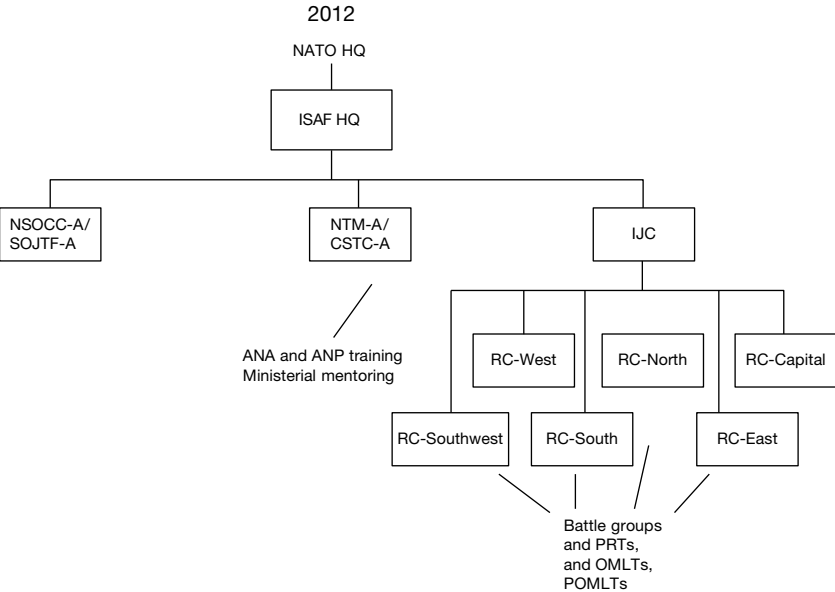 2012
NATO HQ
ISAF HQ
NSOCC-A/
SOJTF-A
NTM-A/
CSTC-A
IJC
ANA and ANP training
Ministerial mentoring
RC-West
RC-North
RC-Capital
RC-Southwest
RC-South
RC-East
Battle groups
and PRTs,
and OMLTs,
POMLTs